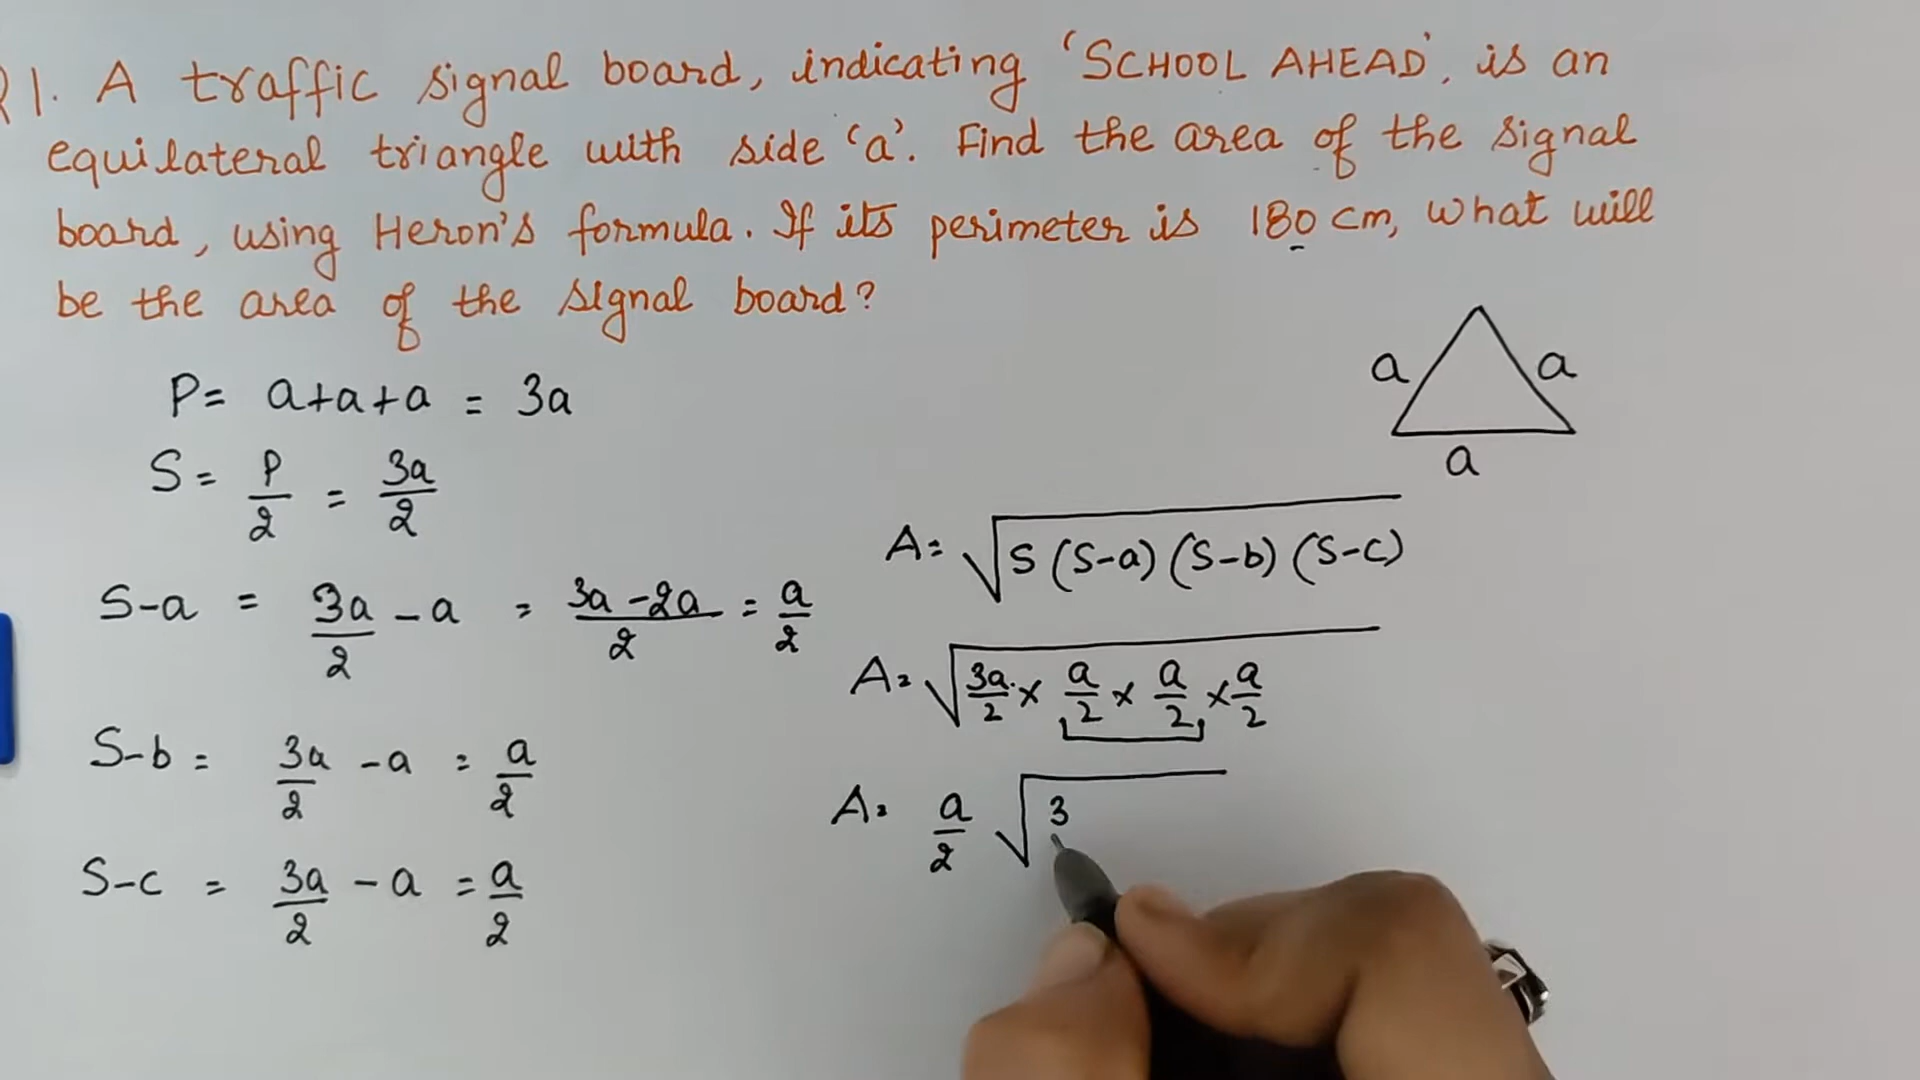 1. A traffic signal board, indicating ‘SCHOOL AHEAD’, is an
equilateral triangle with side ‘a’. Find the area of the signal
board, using Heron's formula. If its perimeter is 180 cm, what will
be the area of the signal board?
a a
a
P = a+a+a = 3a
S = P/2 = 3a/2
S-a = 3a/2 - a = (3a-2a)/2 = a/2
S-b = 3a/2 - a = a/2
S-c = 3a/2 - a = a/2
A = √(S (S-a) (S-b) (S-c))
A = √(3a/2 × a/2 × a/2 × a/2)
A = a/2 √3